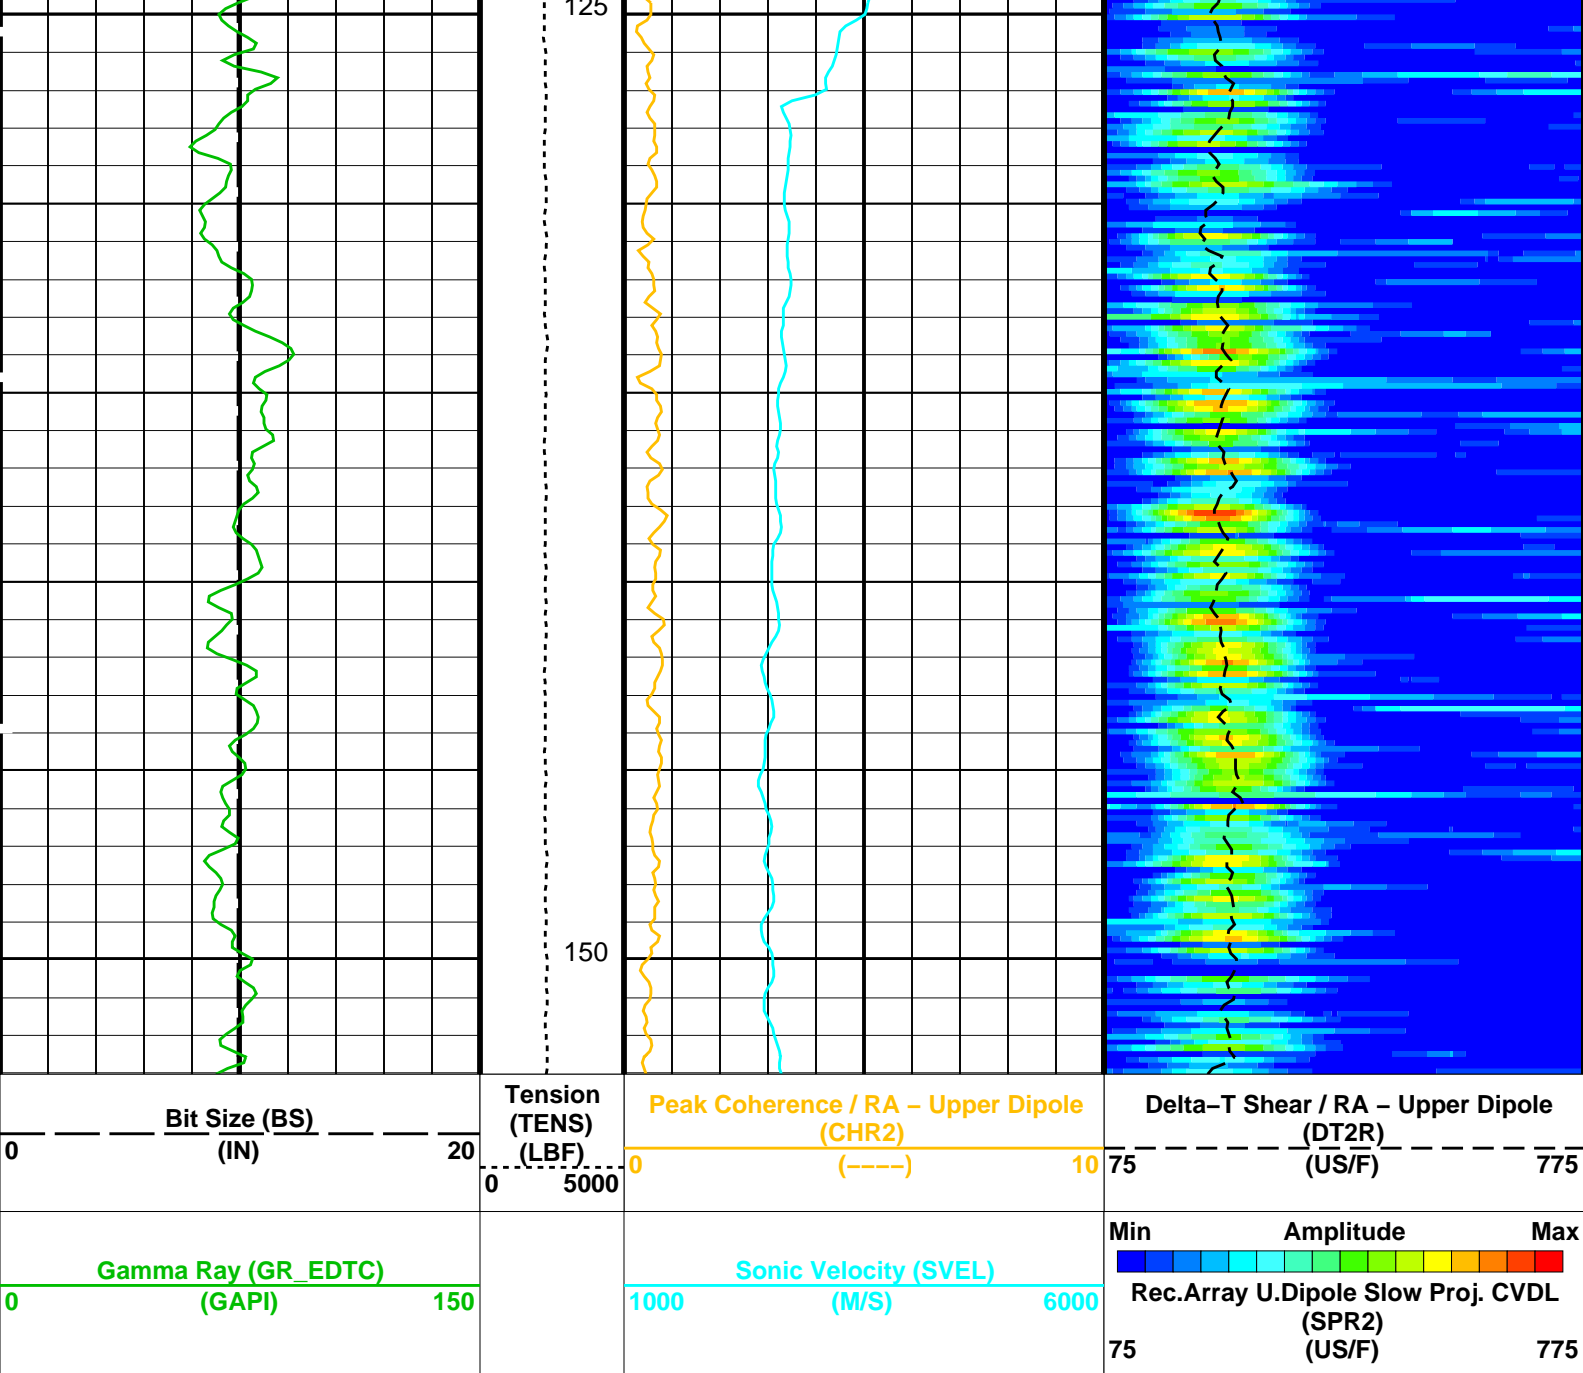 125
150
Bit Size (BS)
0 (IN) 20
Tension
(TENS)
(LBF)
0 5000
Peak Coherence / RA – Upper Dipole
(CHR2)
0 (––––) 10
Delta–T Shear / RA – Upper Dipole
(DT2R)
75 (US/F) 775
Gamma Ray (GR_EDTC)
0 (GAPI) 150
Sonic Velocity (SVEL)
1000 (M/S) 6000
Min Amplitude Max
Rec.Array U.Dipole Slow Proj. CVDL
(SPR2)
75 (US/F) 775